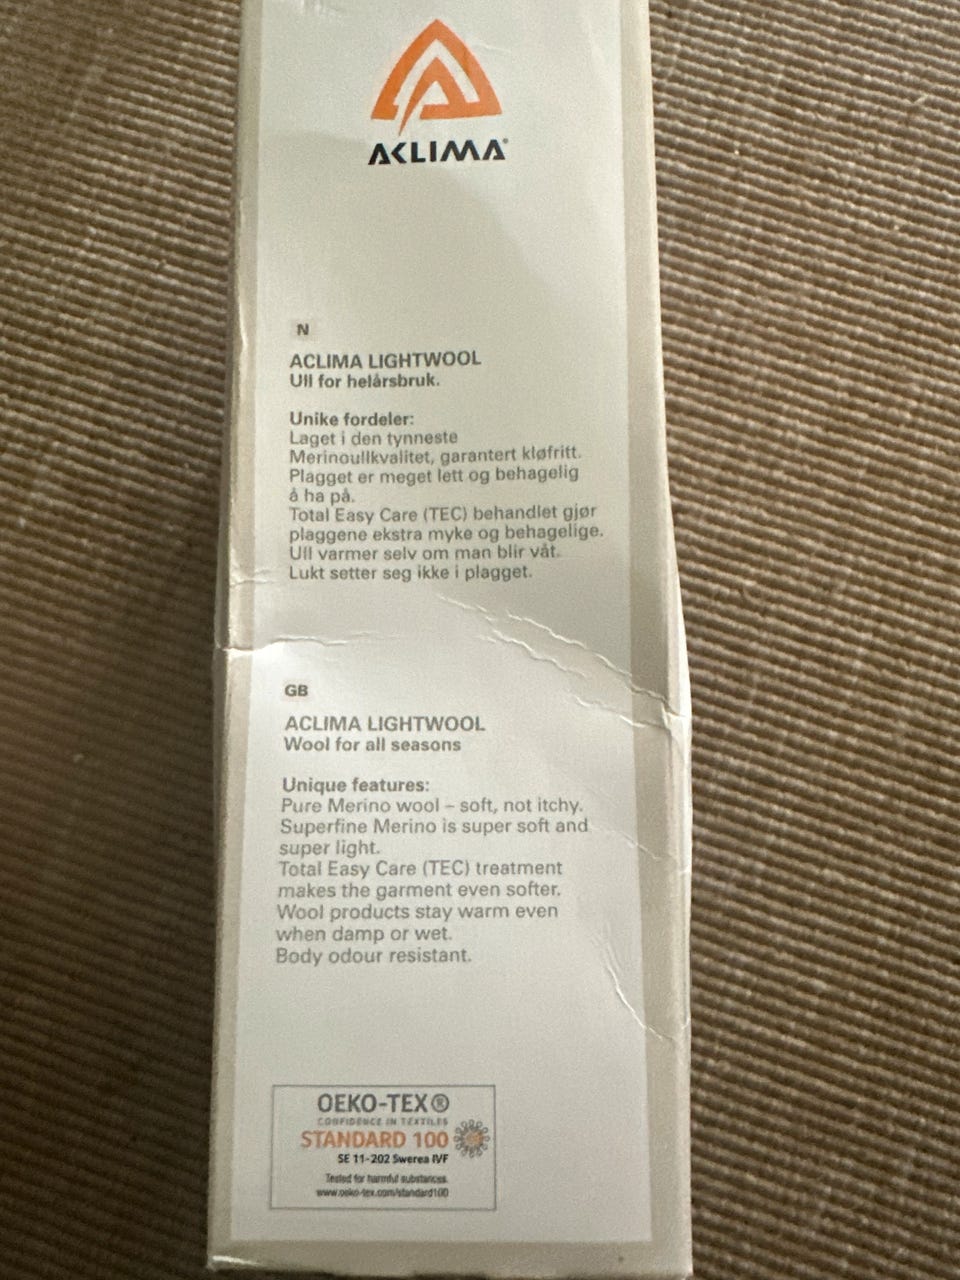 ACLIMA®
N
ACLIMA LIGHTWOOL
Ull for helårsbruk.
Unike fordeler:
Laget i den tynneste
Merinoullkvalitet, garantert kløfritt.
Plagget er meget lett og behagelig
å ha på.
Total Easy Care (TEC) behandlet gjør
plaggene ekstra myke og behagelige.
Ull varmer selv om man blir våt.
Lukt setter seg ikke i plagget.
GB
ACLIMA LIGHTWOOL
Wool for all seasons
Unique features:
Pure Merino wool – soft, not itchy.
Superfine Merino is super soft and
super light.
Total Easy Care (TEC) treatment
makes the garment even softer.
Wool products stay warm even
when damp or wet.
Body odour resistant.
OEKO-TEX®
CONFIDENCE IN TEXTILES
STANDARD 100
SE 11-202 Swerea IVF
Tested for harmful substances.
www.oeko-tex.com/standard100